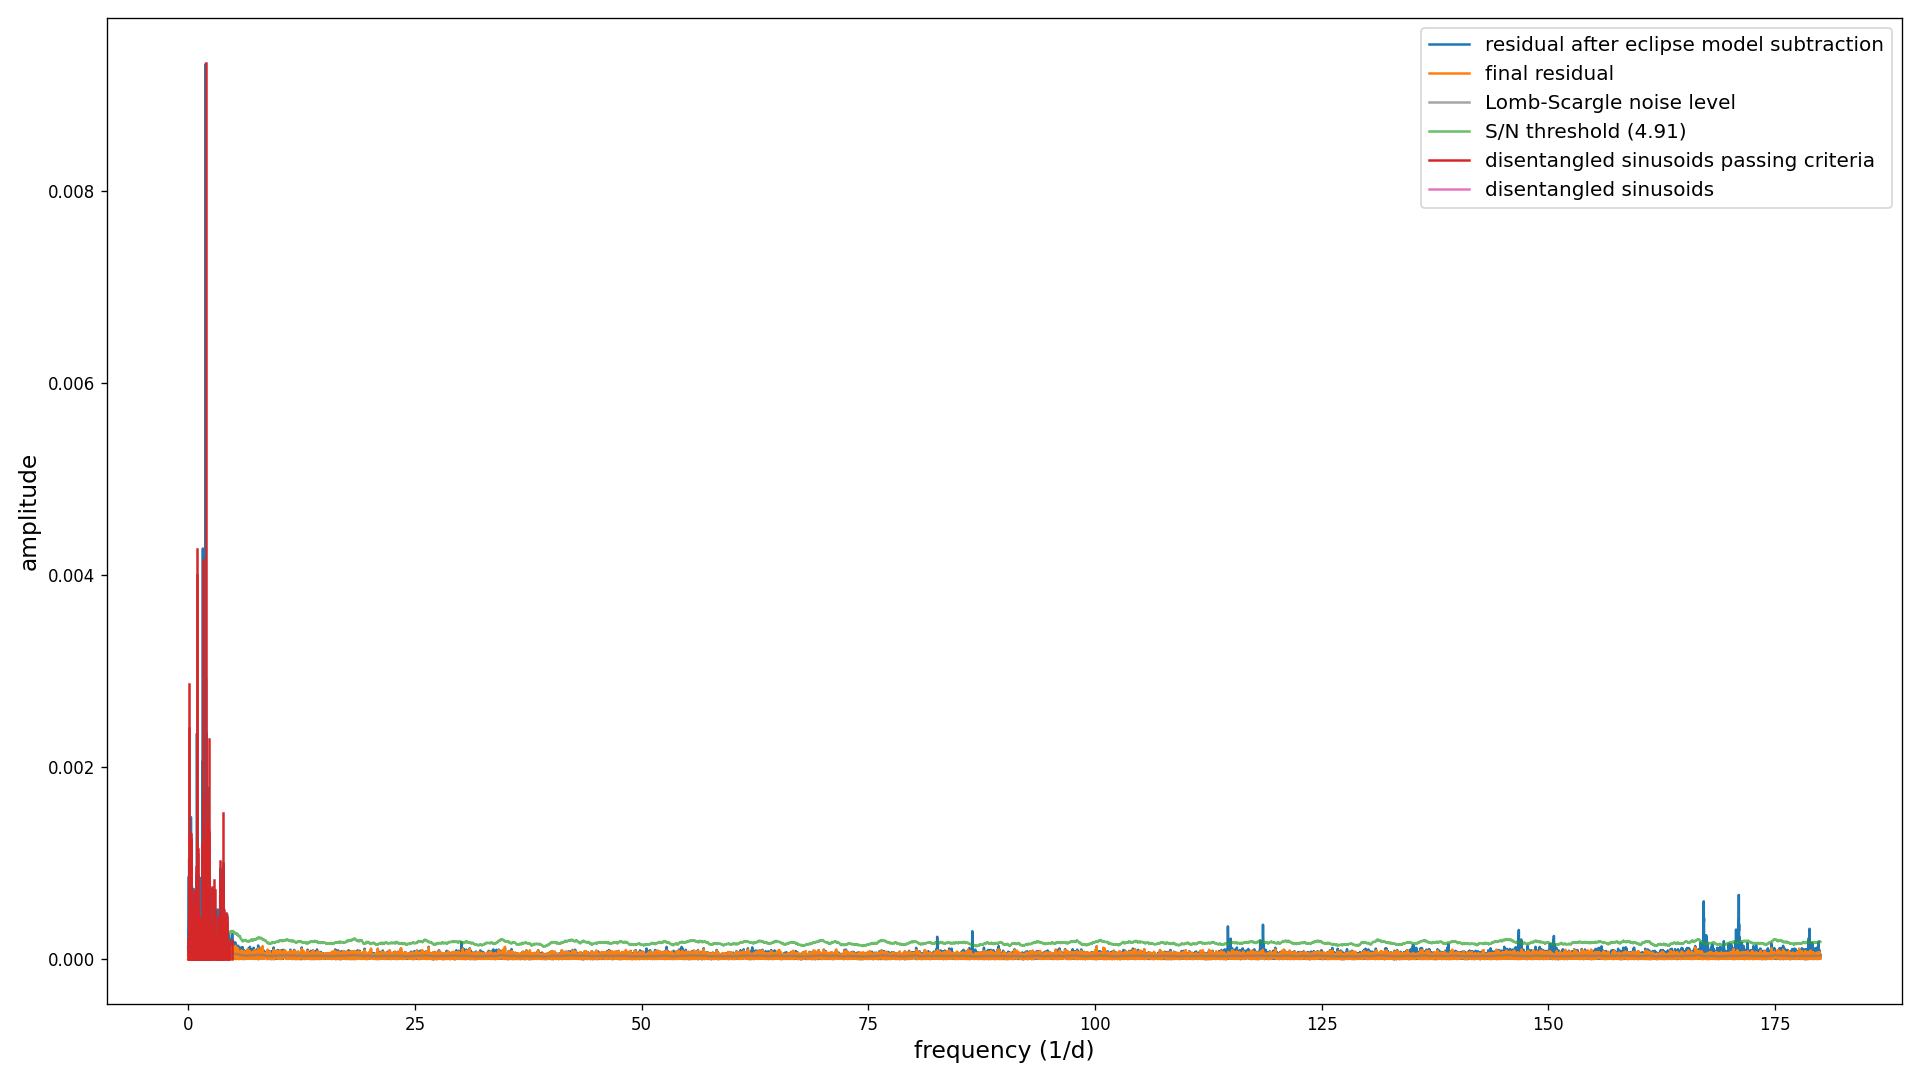 residual after eclipse model subtraction
final residual
Lomb-Scargle noise level
S/N threshold (4.91)
disentangled sinusoids passing criteria
disentangled sinusoids
0.008
0.006
0.004
0.002
0.000
amplitude
0 25 50 75 100 125 150 175
frequency (1/d)